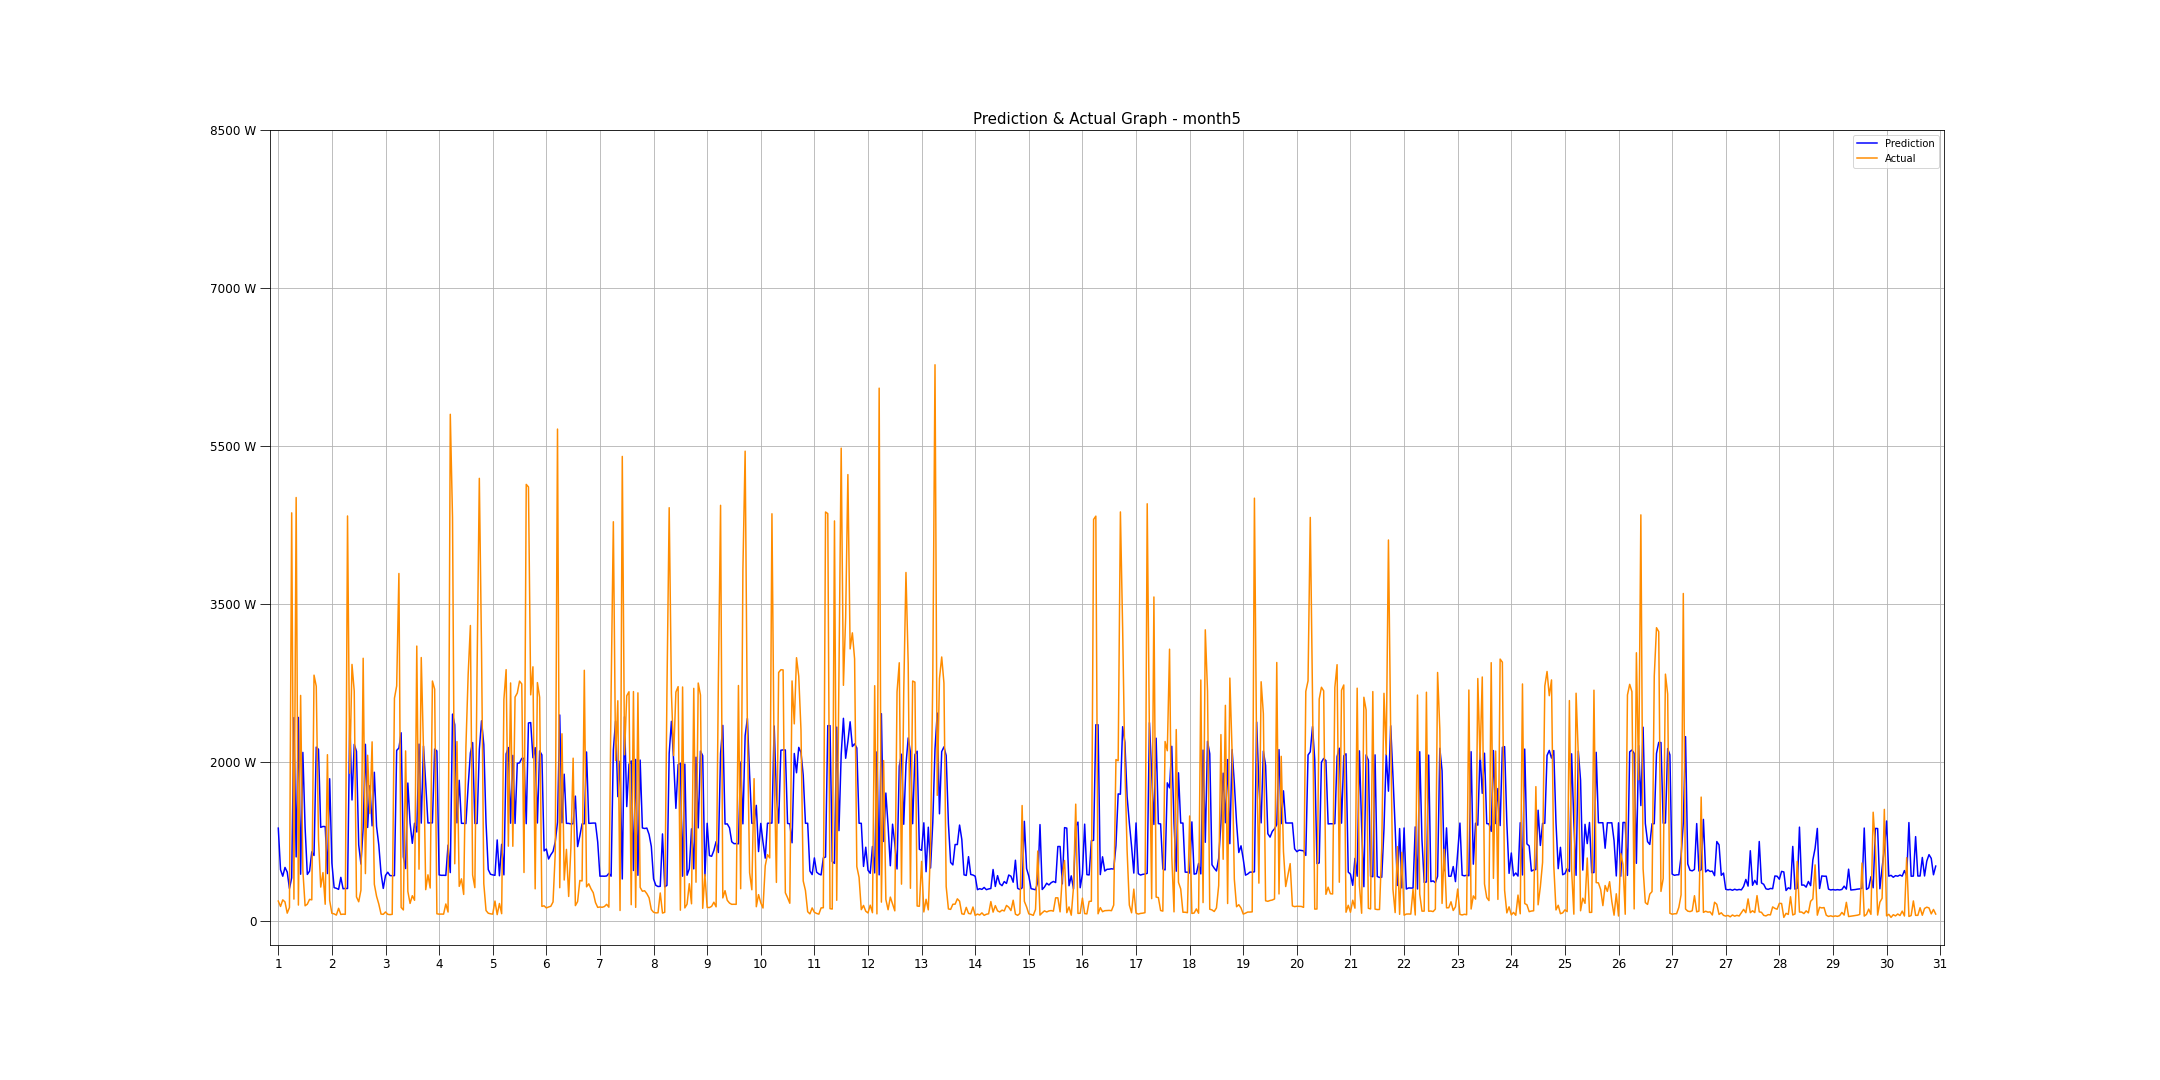 Prediction & Actual Graph - month5
8500 W
Prediction
Actual
7000 W
5500 W
3500 W
2000 W
0
1 2 3 4 5 6 7 8 9 10 11 12 13 14 15 16 17 18 19 20 21 22 23 24 25 26 27 27 28 29 30 31